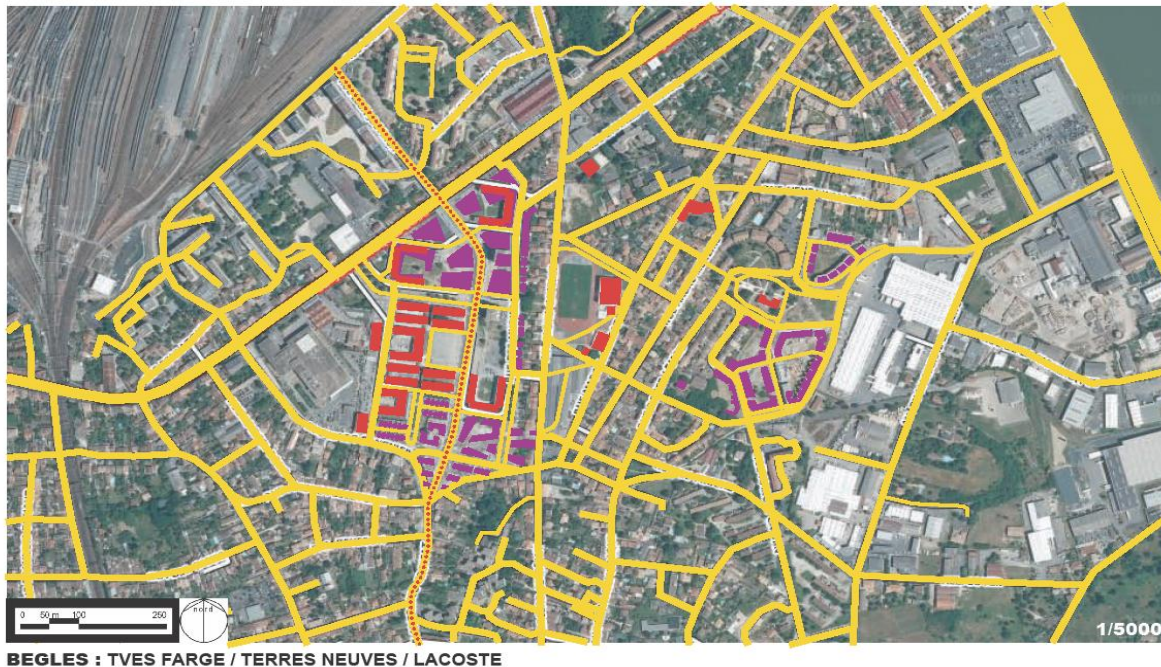 0 50 m 100 250
nord
1/5000
BEGLES : TVES FARGE / TERRES NEUVES / LACOSTE